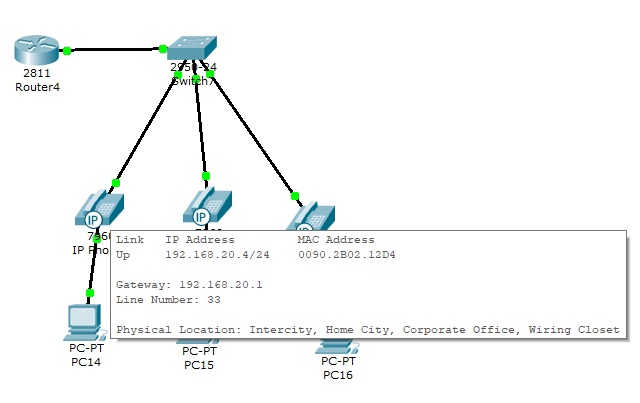 2811
Router4
2950-24
Switch7
IP
IP
IP
7960
IP Pho
Link IP Address MAC Address
Up 192.168.20.4/24 0090.2B02.12D4
Gateway: 192.168.20.1
Line Number: 33
Physical Location: Intercity, Home City, Corporate Office, Wiring Closet
PC-PT
PC14
PC-PT
PC15
PC-PT
PC16